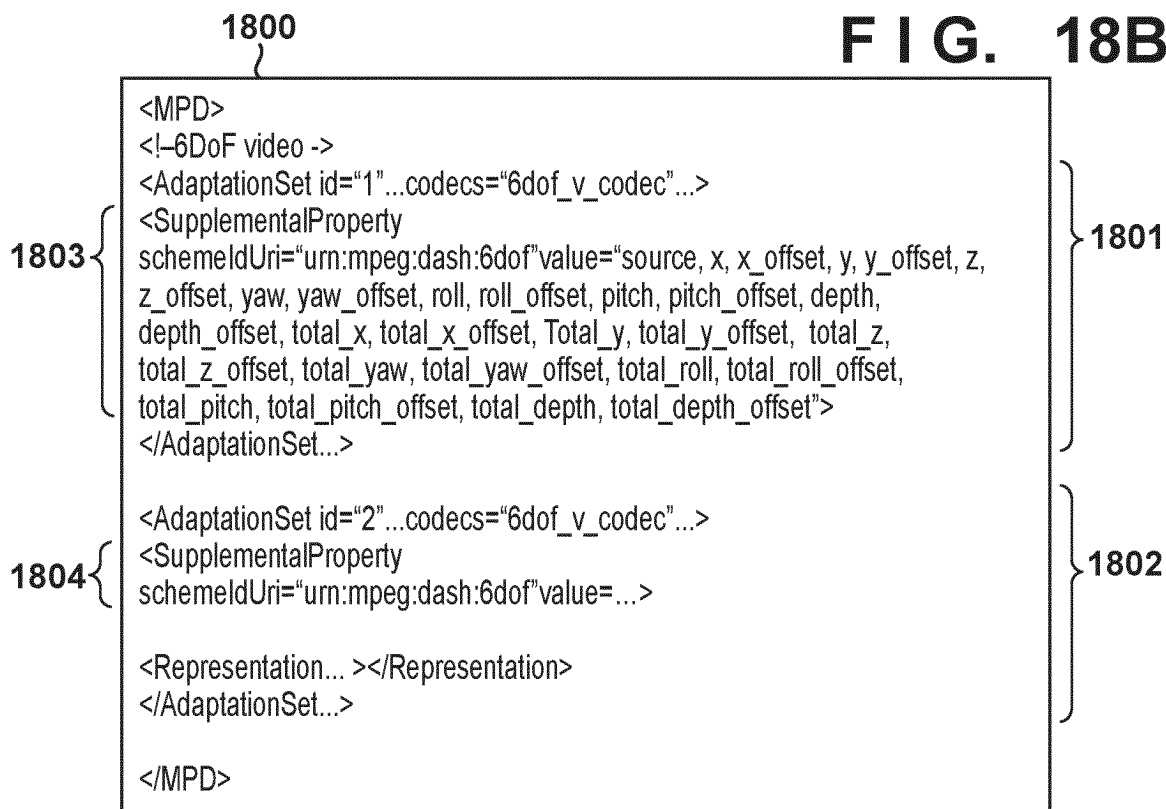 1800
F I G. 18B
<MPD>
<!–6DoF video ->
<AdaptationSet id=“1”...codecs=“6dof_v_codec”...>
1801
<SupplementalProperty
1803
schemeIdUri=“urn:mpeg:dash:6dof”value=“source, x, x_offset, y, y_offset, z,
z_offset, yaw, yaw_offset, roll, roll_offset, pitch, pitch_offset, depth,
depth_offset, total_x, total_x_offset, Total_y, total_y_offset, total_z,
total_z_offset, total_yaw, total_yaw_offset, total_roll, total_roll_offset,
total_pitch, total_pitch_offset, total_depth, total_depth_offset”>
</AdaptationSet...>
<AdaptationSet id=“2”...codecs=“6dof_v_codec”...>
<SupplementalProperty
1804
1802
schemeIdUri=“urn:mpeg:dash:6dof”value=...>
<Representation... ></Representation>
</AdaptationSet...>
</MPD>